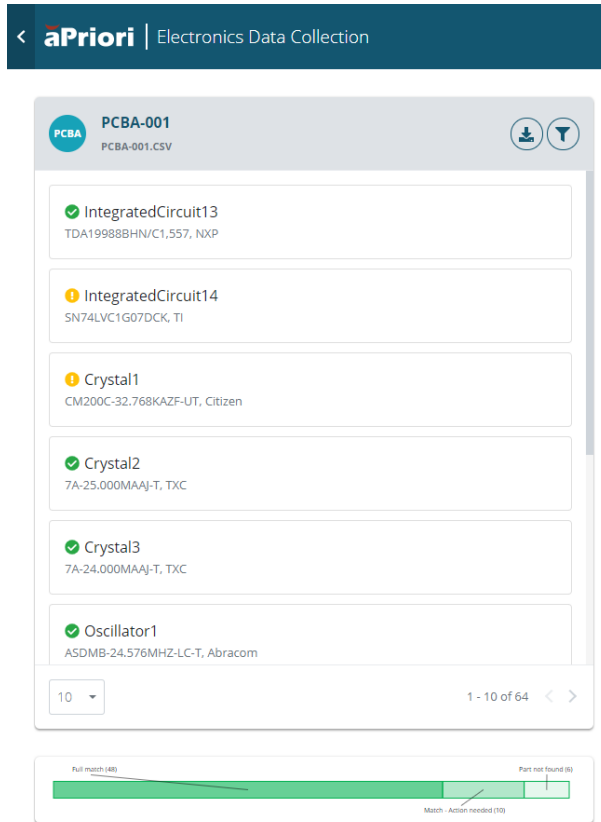 āPriori | Electronics Data Collection
PCBA
PCBA-001
PCBA-001.CSV
IntegratedCircuit13
TDA19988BHN/C1,557, NXP
IntegratedCircuit14
SN74LVC1G07DCK, TI
Crystal1
CM200C-32.768KAZF-UT, Citizen
Crystal2
7A-25.000MAAJ-T, TXC
Crystal3
7A-24.000MAAJ-T, TXC
Oscillator1
ASDMB-24.576MHZ-LC-T, Abracom
10
1 - 10 of 64
Full match (48)
Part not found (6)
Match - Action needed (10)